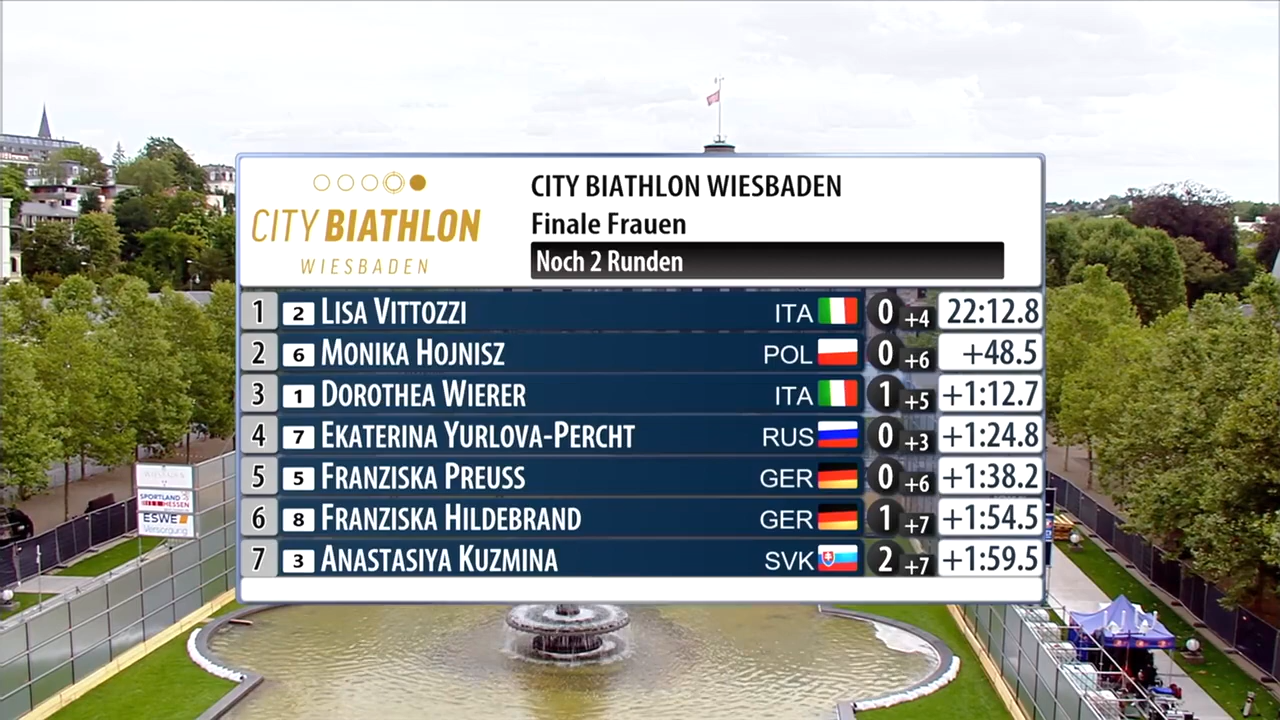 CITY BIATHLON
WIESBADEN
CITY BIATHLON WIESBADEN
Finale Frauen
Noch 2 Runden
1 2 LISA VITTOZZI ITA 0 +4 22:12.8
2 6 MONIKA HOJNISZ POL 0 +6 +48.5
3 1 DOROTHEA WIERER ITA 1 +5 +1:12.7
4 7 EKATERINA YURLOVA-PERCHT RUS 0 +3 +1:24.8
5 5 FRANZISKA PREUSS GER 0 +6 +1:38.2
6 8 FRANZISKA HILDEBRAND GER 1 +7 +1:54.5
7 3 ANASTASIYA KUZMINA SVK 2 +7 +1:59.5
WIESBADEN
SPORTLAND
HESSEN
ESWE
Versorgung